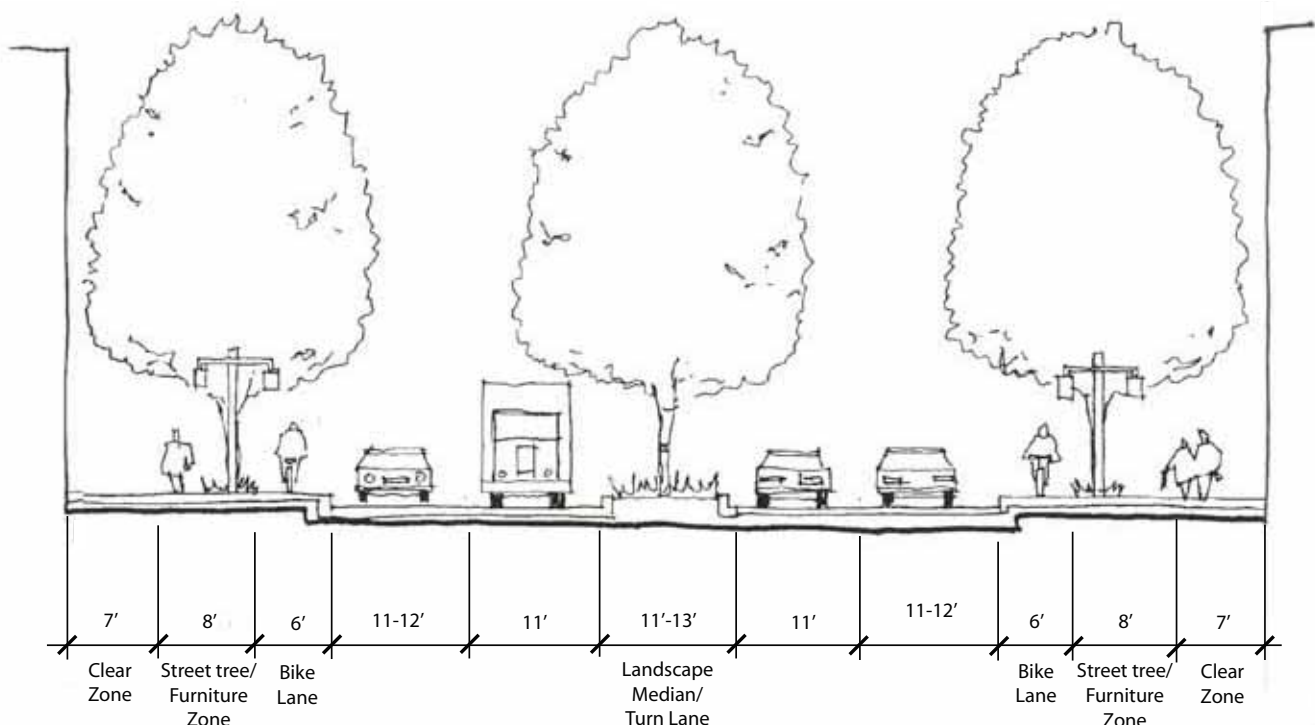 7’ 8’ 6’ 11-12’ 11’ 11’-13’ 11’ 11-12’ 6’ 8’ 7’
Clear
Zone
Street tree/
Furniture
Zone
Bike
Lane
Landscape
Median/
Turn Lane
Bike
Lane
Street tree/
Furniture
Zone
Clear
Zone